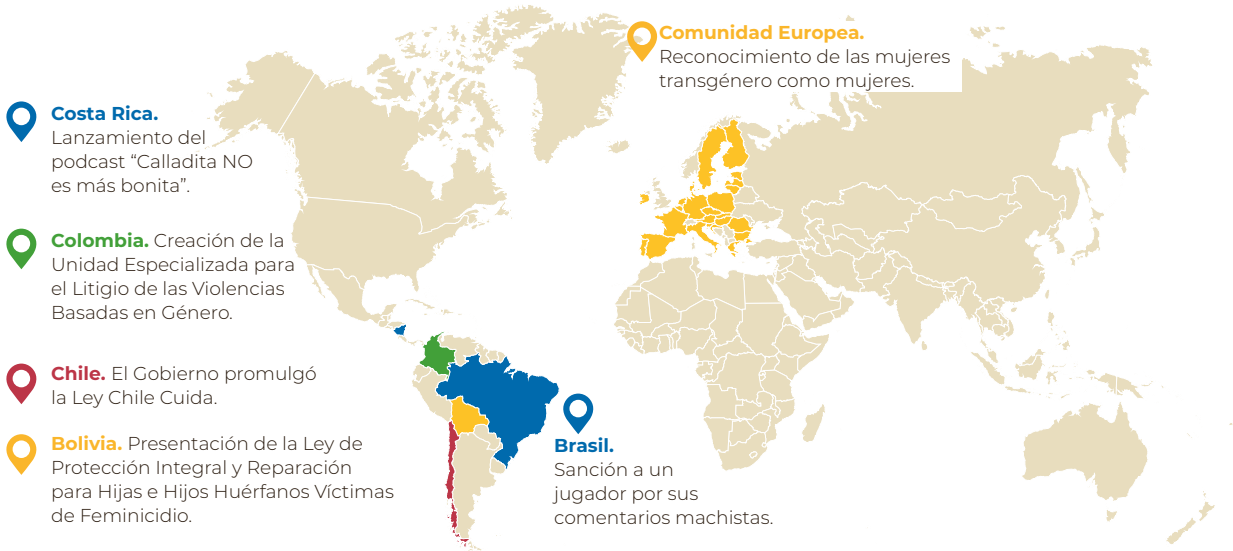 Comunidad Europea.
Reconocimiento de las mujeres
transgénero como mujeres.
Costa Rica.
Lanzamiento del
podcast “Calladita NO
es más bonita”.
Colombia. Creación de la
Unidad Especializada para
el Litigio de las Violencias
Basadas en Género.
Chile. El Gobierno promulgó
la Ley Chile Cuida.
Bolivia. Presentación de la Ley de
Protección Integral y Reparación
para Hijas e Hijos Huérfanos Víctimas
de Feminicidio.
Brasil.
Sanción a un
jugador por sus
comentarios machistas.